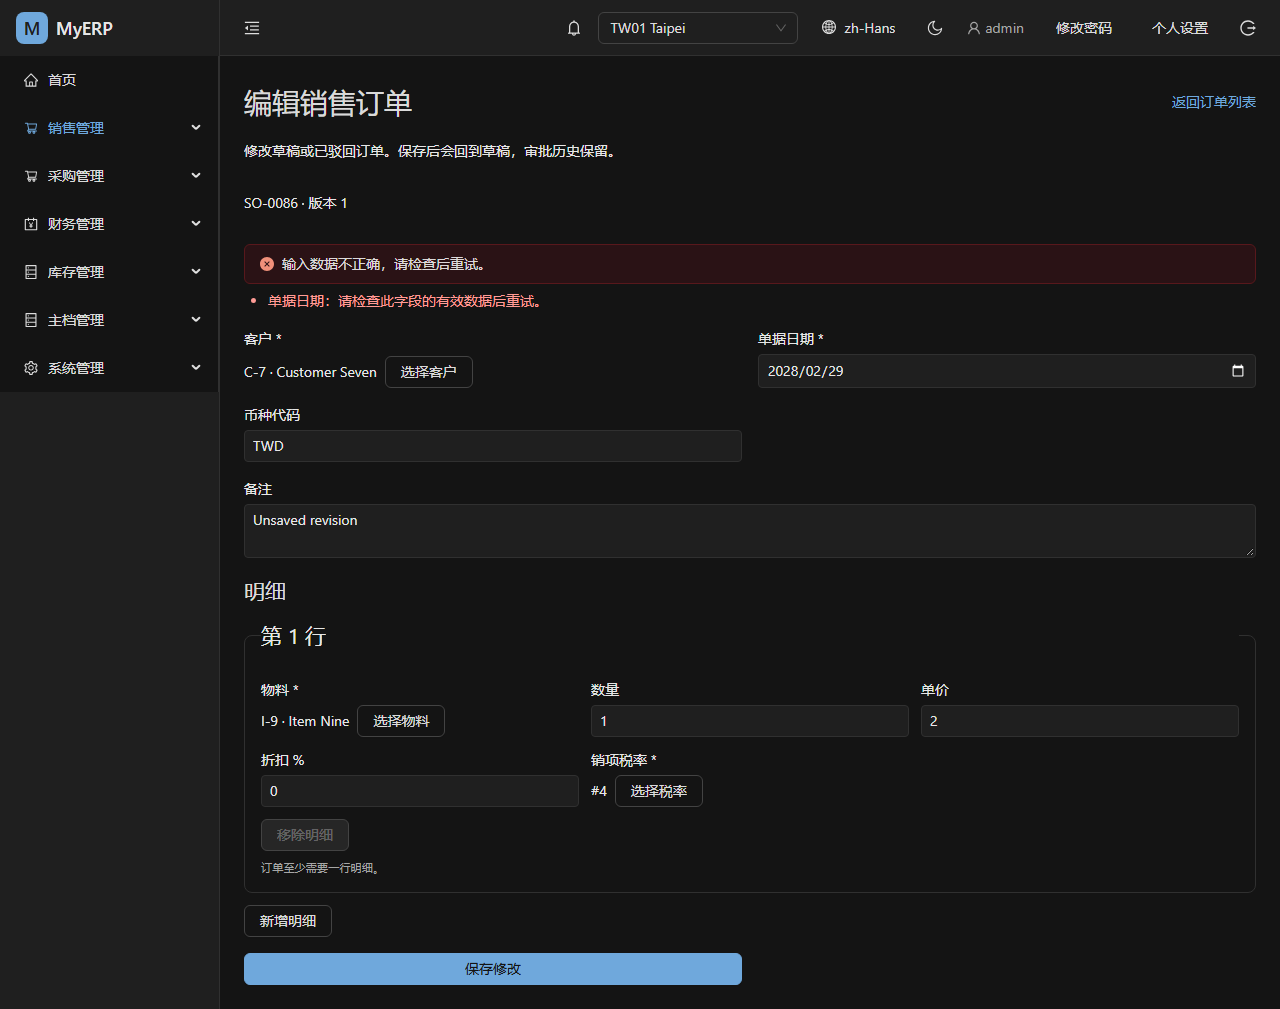 M MyERP
TW01 Taipei
zh-Hans
admin
修改密码
个人设置
首页
销售管理
采购管理
财务管理
库存管理
主档管理
系统管理
编辑销售订单
返回订单列表
修改草稿或已驳回订单。保存后会回到草稿，审批历史保留。
SO-0086 · 版本 1
输入数据不正确，请检查后重试。
• 单据日期：请检查此字段的有效数据后重试。
客户 *
C-7 · Customer Seven 选择客户
单据日期 *
2028/02/29
币种代码
TWD
备注
Unsaved revision
明细
第 1 行
物料 *
I-9 · Item Nine 选择物料
数量
1
单价
2
折扣 %
0
销项税率 *
#4 选择税率
移除明细
订单至少需要一行明细。
新增明细
保存修改